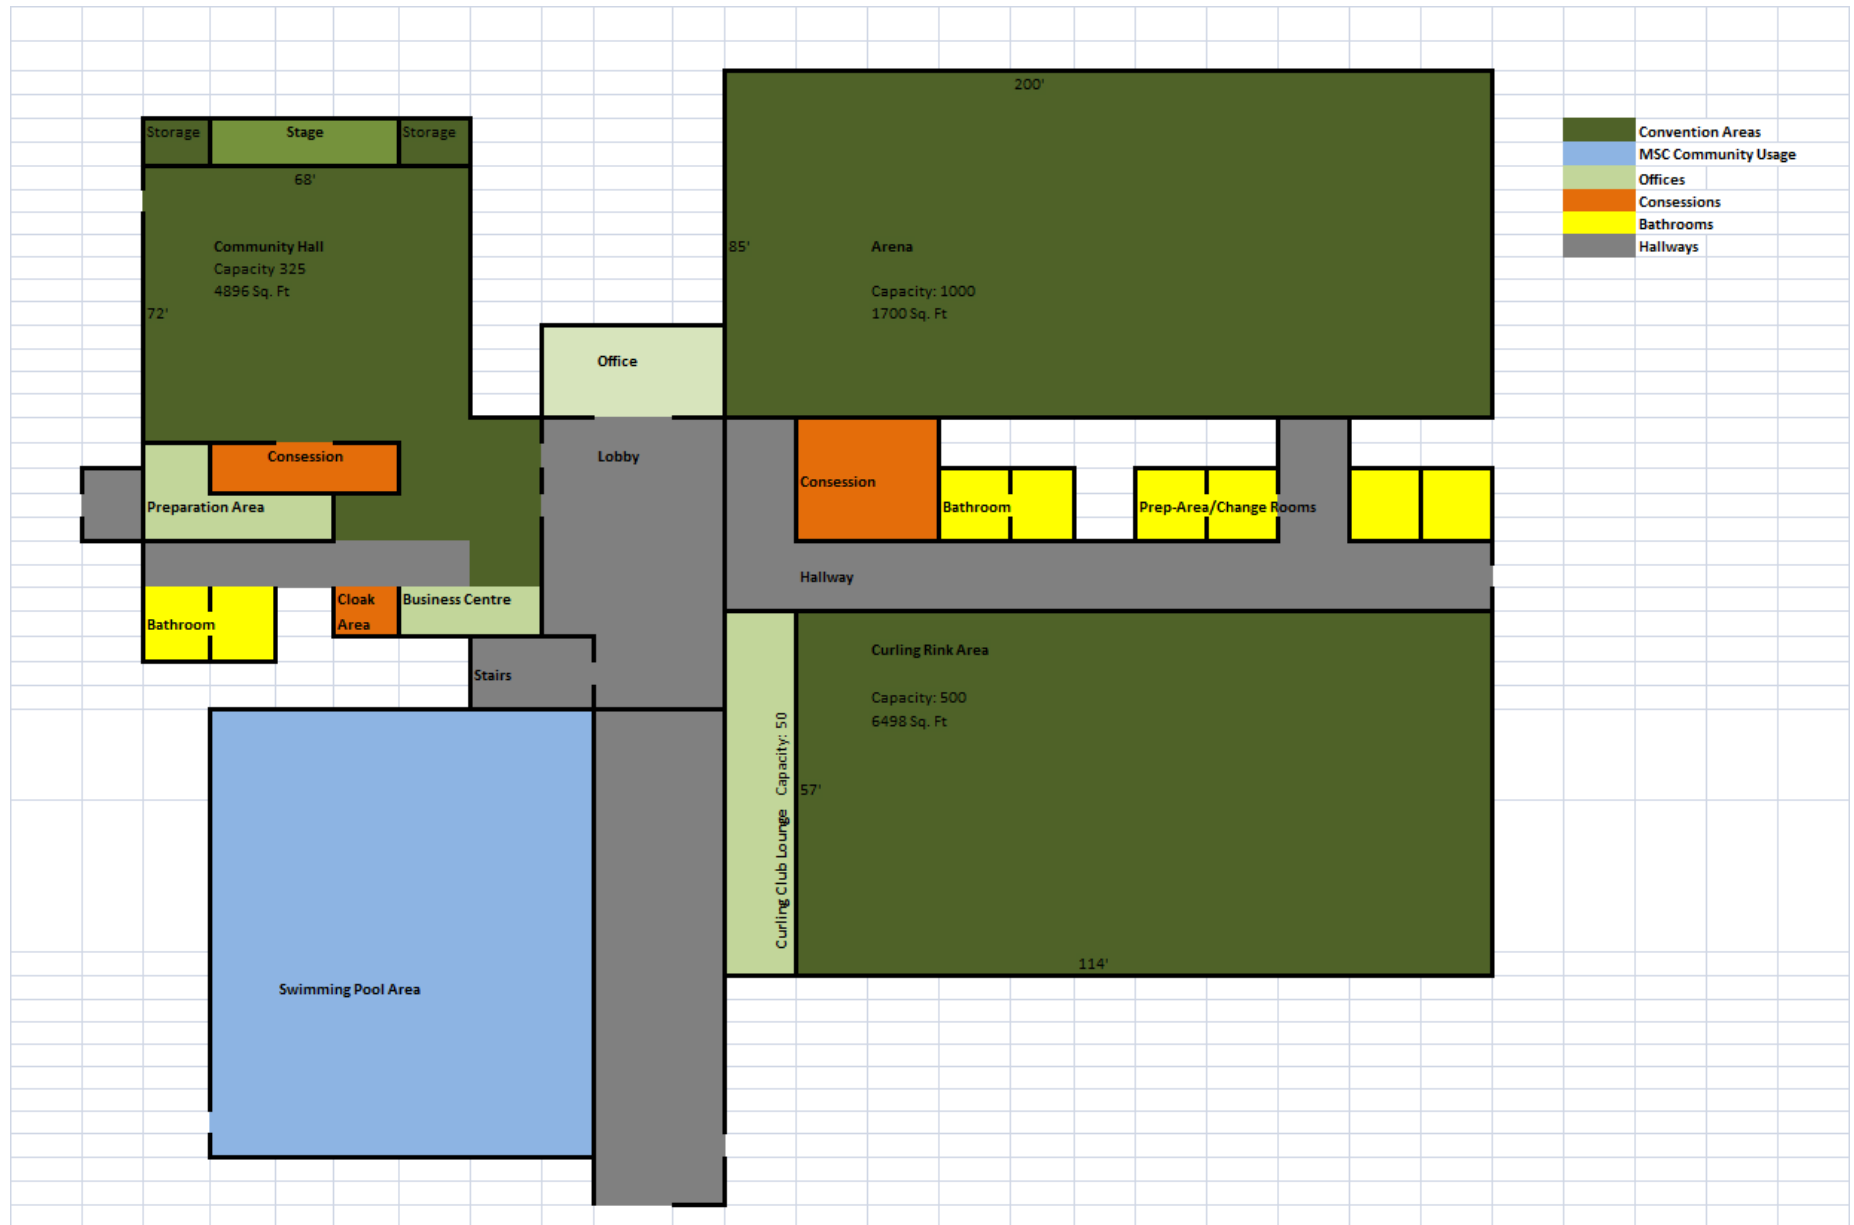 200'
Storage
Stage
Storage
68'
Community Hall
Capacity 325
4896 Sq. Ft
72'
85'
Arena
Capacity: 1000
1700 Sq. Ft
Convention Areas
MSC Community Usage
Offices
Consessions
Bathrooms
Hallways
Office
Lobby
Consession
Preparation Area
Consession
Bathroom
Prep-Area/Change Rooms
Hallway
Cloak
Area
Business Centre
Bathroom
Stairs
Curling Rink Area
Capacity: 500
6498 Sq. Ft
Curling Club Lounge Capacity: 50
57'
114'
Swimming Pool Area